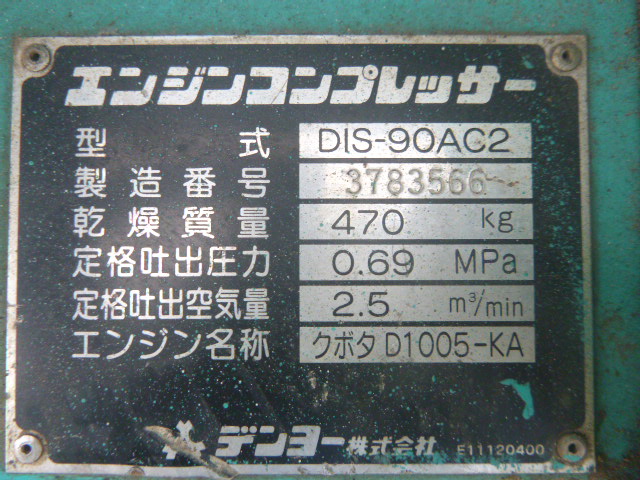 エンジンコンプレッサー
型式 DIS-90AC2
製造番号 3783566
乾燥質量 470 kg
定格吐出圧力 0.69 MPa
定格吐出空気量 2.5 m³/min
エンジン名称 クボタ D1005-KA
デンヨー株式会社 E11120400